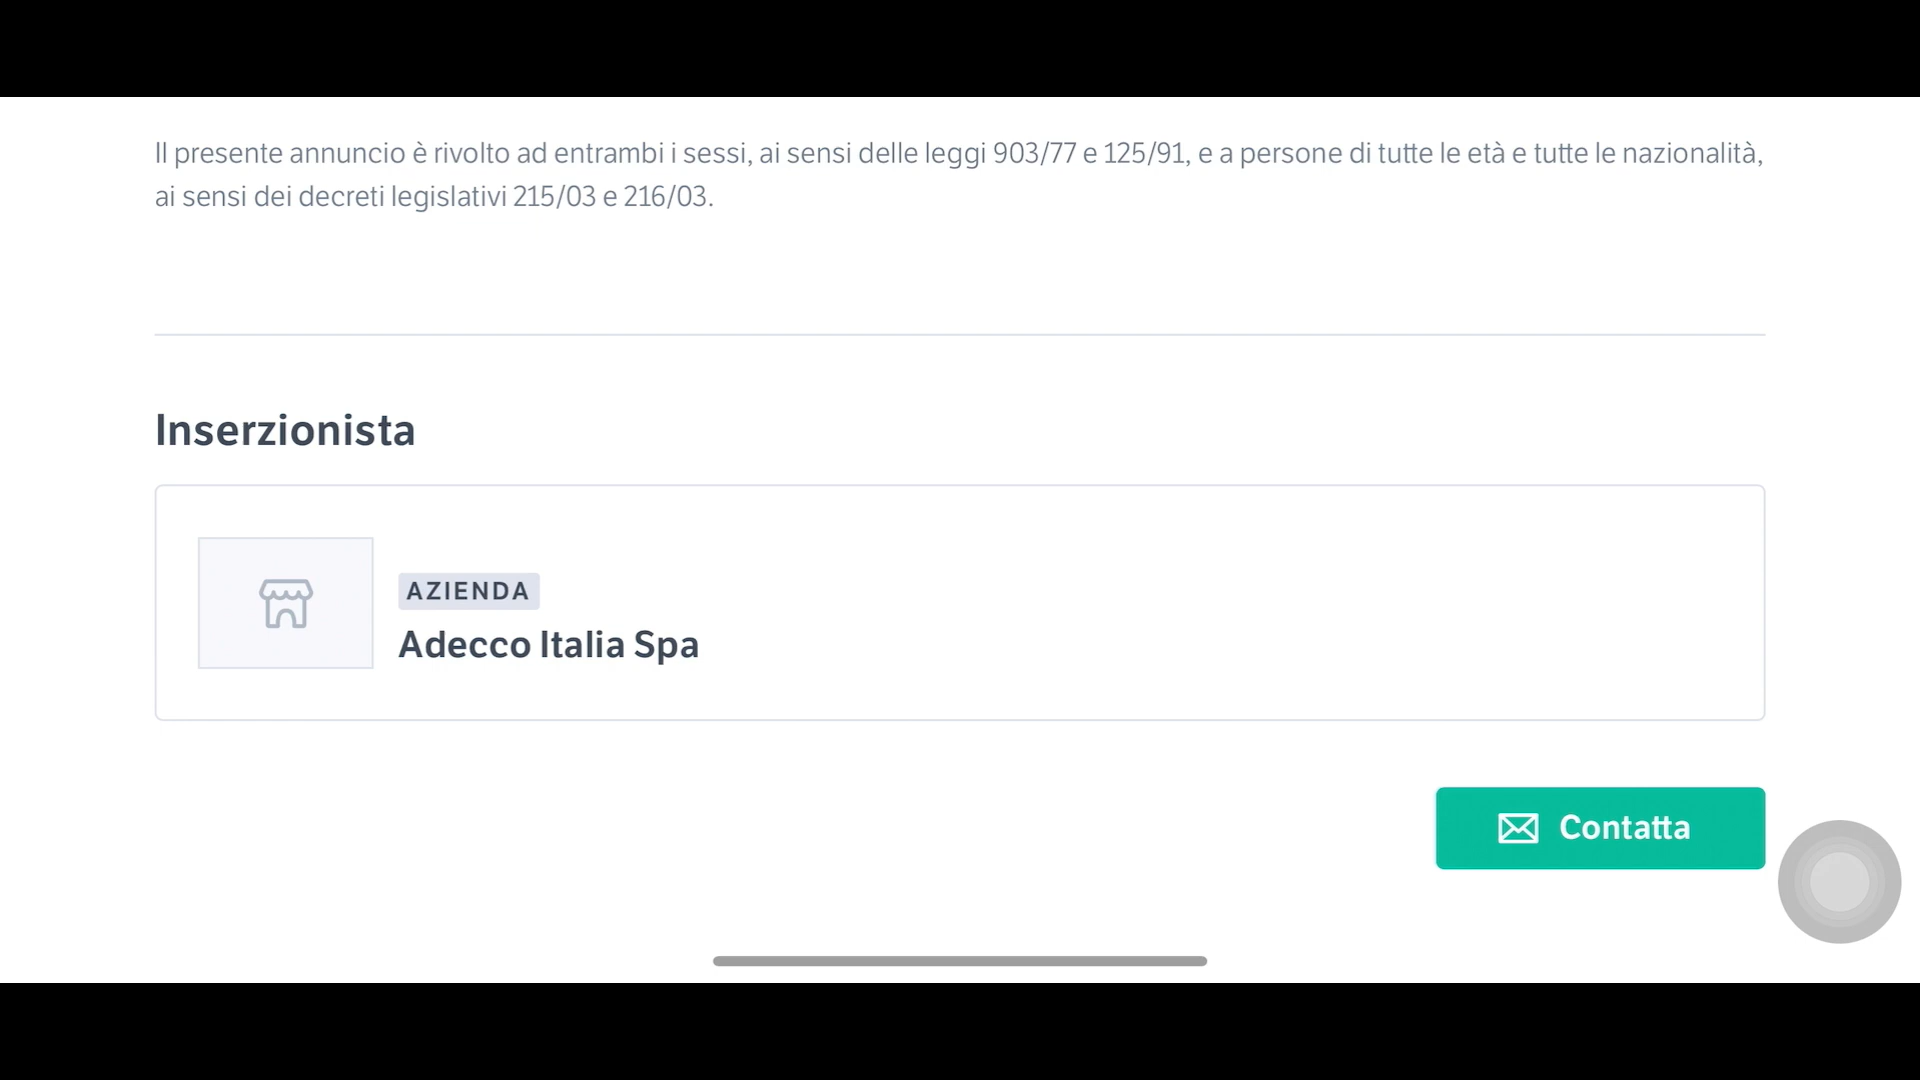 Il presente annuncio è rivolto ad entrambi i sessi, ai sensi delle leggi 903/77 e 125/91, e a persone di tutte le età e tutte le nazionalità,
ai sensi dei decreti legislativi 215/03 e 216/03.
Inserzionista
AZIENDA
Adecco Italia Spa
Contatta